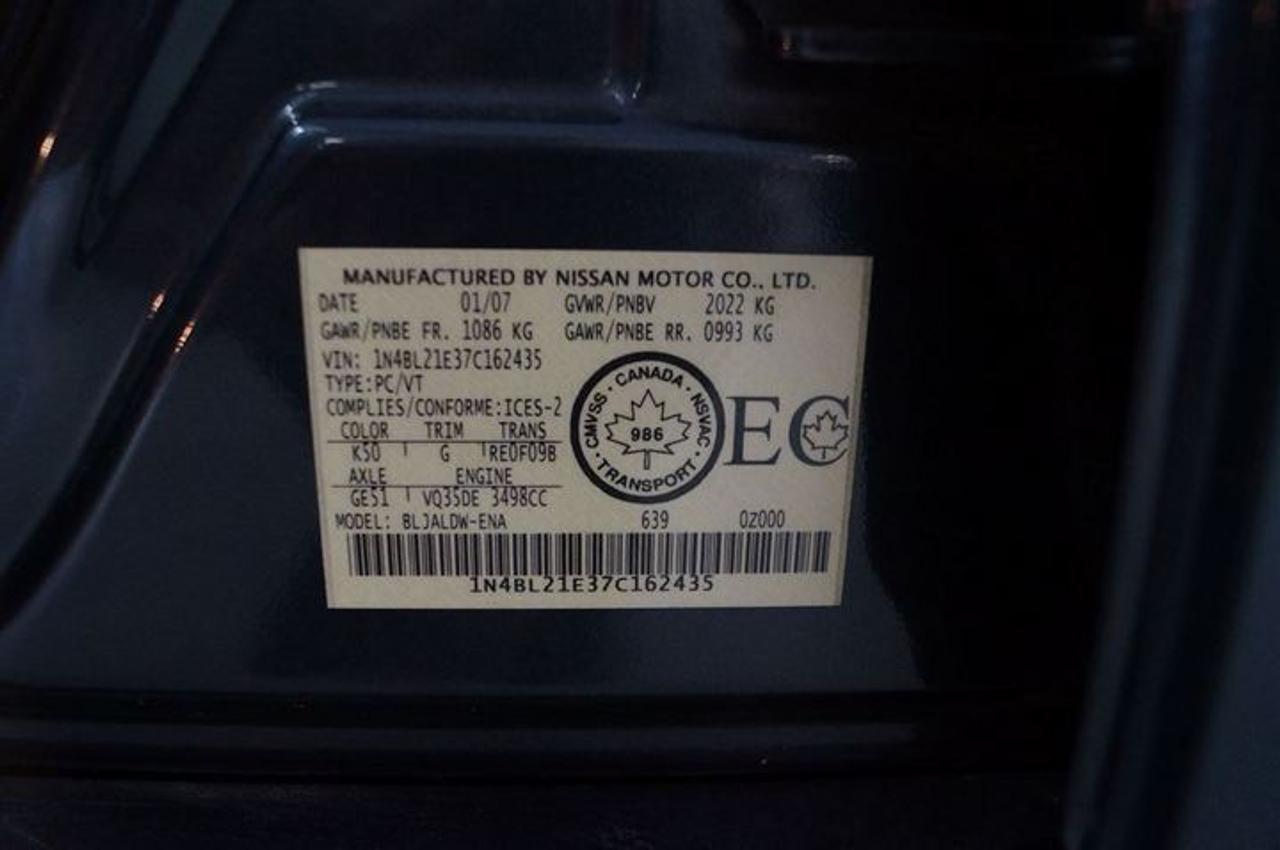 MANUFACTURED BY NISSAN MOTOR CO., LTD.
DATE 01/07 GVWR/PNBV 2022 KG
GAWR/PNBE FR. 1086 KG GAWR/PNBE RR. 0993 KG
VIN: 1N4BL21E37C162435
TYPE:PC/VT
COMPLIES/CONFORME:ICES-2
COLOR TRIM TRANS
K50 G RE0F09B
AXLE ENGINE
GE51 VQ35DE 3498CC
CMVSS · CANADA · NSVAC · TRANSPORT ·
986
EC
MODEL: BLJALDW-ENA 639 0Z000
1N4BL21E37C162435